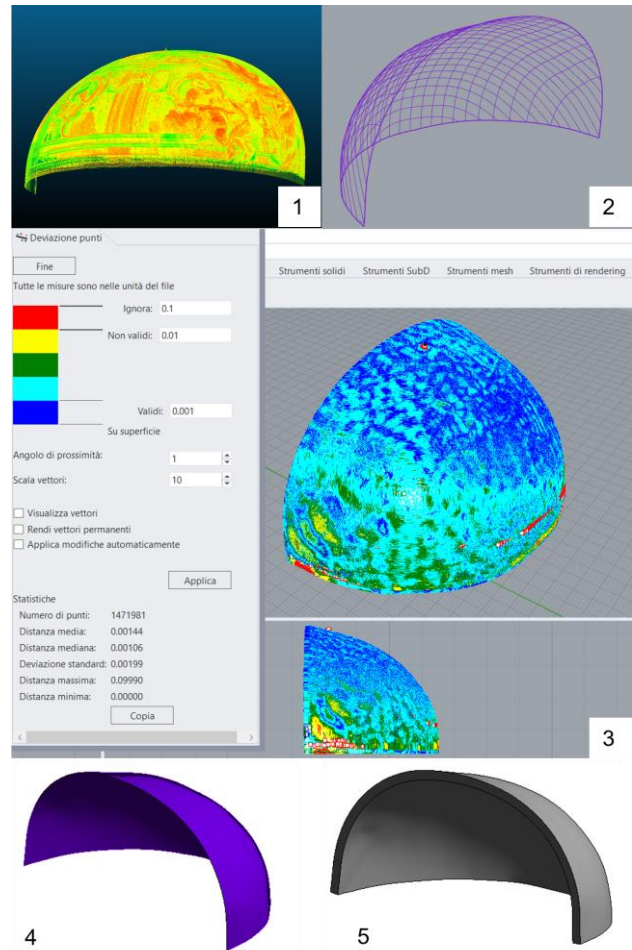 1
2
Deviazione punti
Fine
Tutte le misure sono nelle unità del file
Ignora: 0.1
Non validi: 0.01
Validi: 0.001
Su superficie
Angolo di prossimità: 1
Scala vettori: 10
Visualizza vettori
Rendi vettori permanenti
Applica modifiche automaticamente
Applica
Statistiche
Numero di punti: 1471981
Distanza media: 0.00144
Distanza mediana: 0.00106
Deviazione standard: 0.00199
Distanza massima: 0.09990
Distanza minima: 0.00000
Copia
Strumenti solidi Strumenti SubD Strumenti mesh Strumenti di rendering
3
4
5